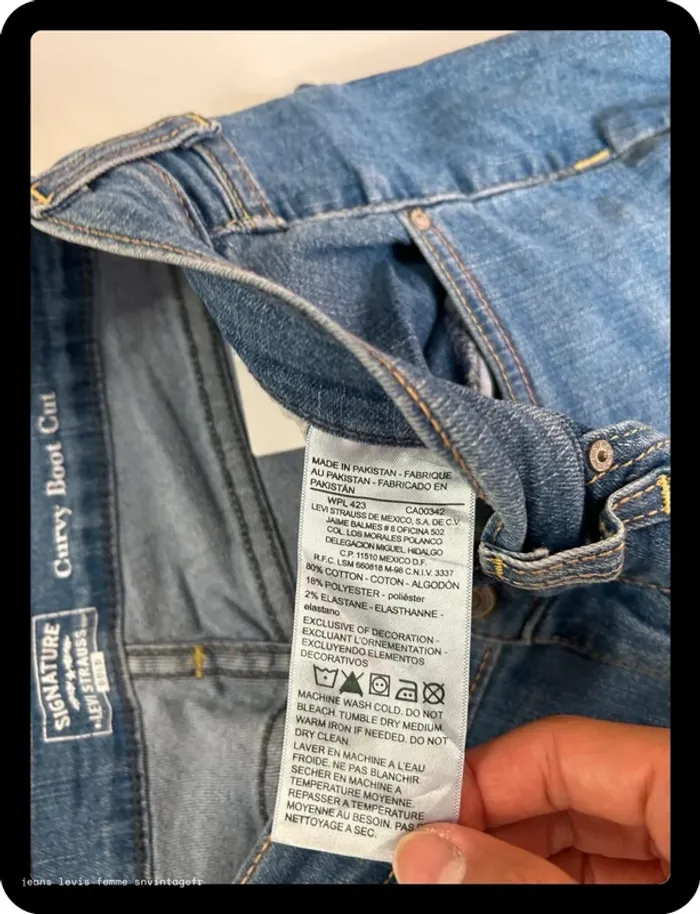 MADE IN PAKISTAN - FABRIQUE
AU PAKISTAN - FABRICADO EN
PAKISTÁN
WPL 423 CA00342
LEVI STRAUSS DE MEXICO, S.A. DE C.V.
JAIME BALMES # 8 OFICINA 502
COL. LOS MORALES POLANCO
DELEGACION MIGUEL HIDALGO
C.P. 11510 MEXICO D.F.
R.F.C. LSM 660818 M-96 C.N.I.V. 3337
80% COTTON - COTON - ALGODÓN
18% POLYESTER - poliéster
2% ELASTANE - ELASTHANNE -
elastano
EXCLUSIVE OF DECORATION -
EXCLUANT L'ORNEMENTATION -
EXCLUYENDO ELEMENTOS
DECORATIVOS
MACHINE WASH COLD. DO NOT
BLEACH. TUMBLE DRY MEDIUM.
WARM IRON IF NEEDED. DO NOT
DRY CLEAN.
LAVER EN MACHINE A L'EAU
FROIDE. NE PAS BLANCHIR.
SECHER EN MACHINE A
TEMPERATURE MOYENNE.
REPASSER A TEMPERATURE
MOYENNE AU BESOIN. PAS
NETTOYAGE A SEC.
Curvy Boot Cut
SIGNATURE
LEVI STRAUSS
jeans levis femme snvintagefr